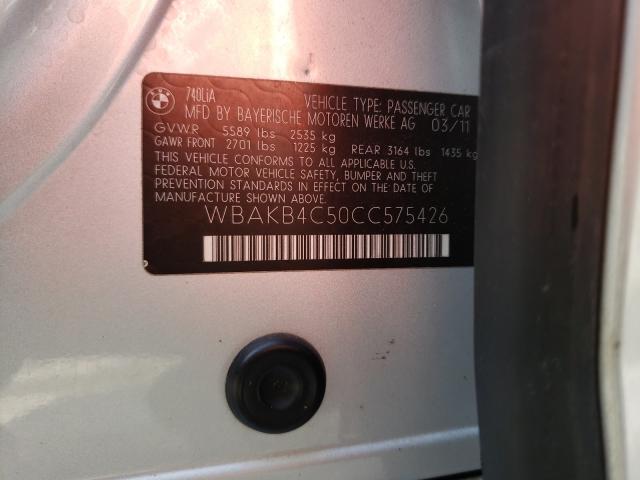 740LiA
VEHICLE TYPE: PASSENGER CAR
MFD BY BAYERISCHE MOTOREN WERKE AG 03/11
GVWR 5589 lbs 2535 kg
GAWR FRONT 2701 lbs 1225 kg REAR 3164 lbs 1435 kg
THIS VEHICLE CONFORMS TO ALL APPLICABLE U.S.
FEDERAL MOTOR VEHICLE SAFETY, BUMPER AND THEFT
PREVENTION STANDARDS IN EFFECT ON THE DATE OF
MANUFACTURE SHOWN ABOVE.
WBAKB4C50CC575426